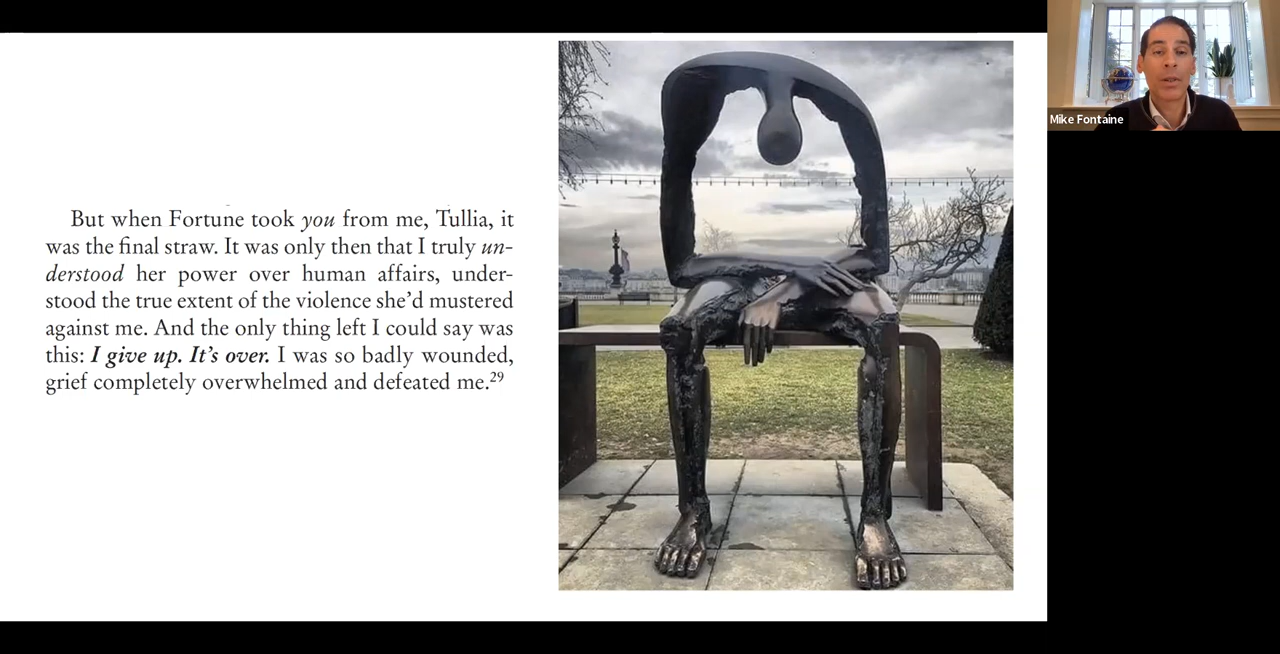 But when Fortune took you from me, Tullia, it
was the final straw. It was only then that I truly un-
derstood her power over human affairs, under-
stood the true extent of the violence she’d mustered
against me. And the only thing left I could say was
this: I give up. It’s over. I was so badly wounded,
grief completely overwhelmed and defeated me.29
Mike Fontaine